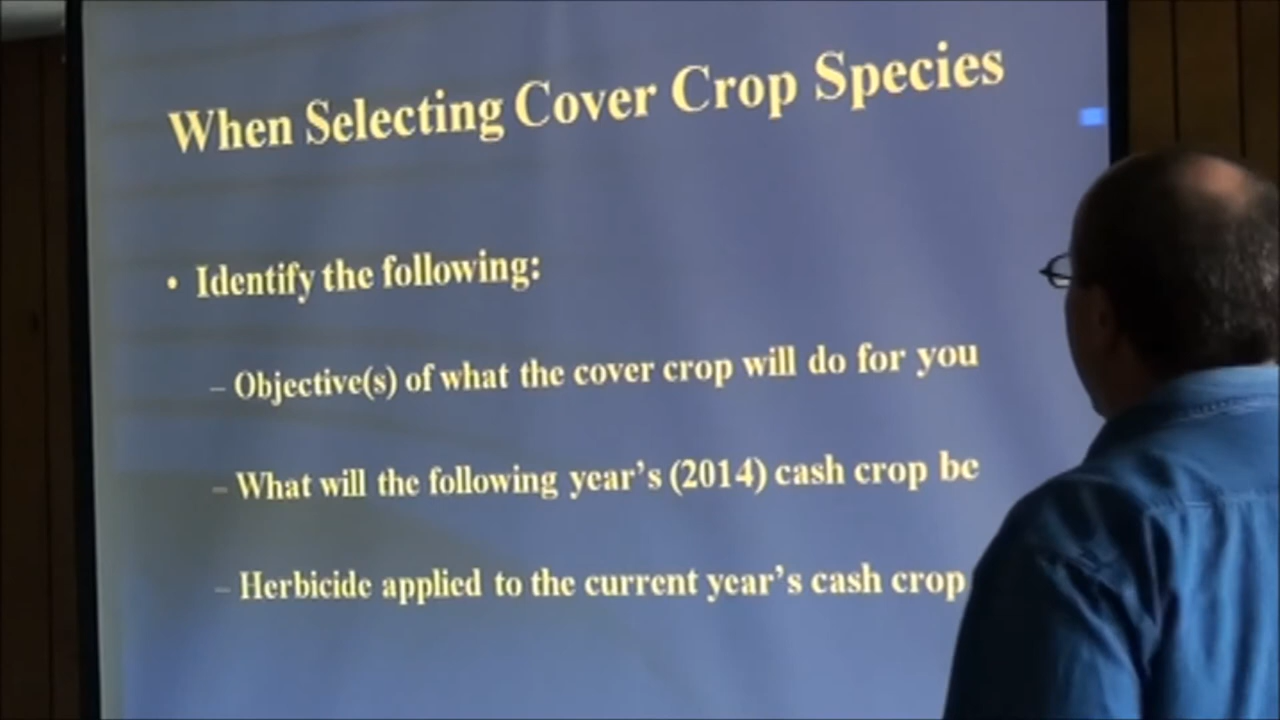 When Selecting Cover Crop Species
• Identify the following:
– Objective(s) of what the cover crop will do for you
– What will the following year's (2014) cash crop be
– Herbicide applied to the current year's cash crop